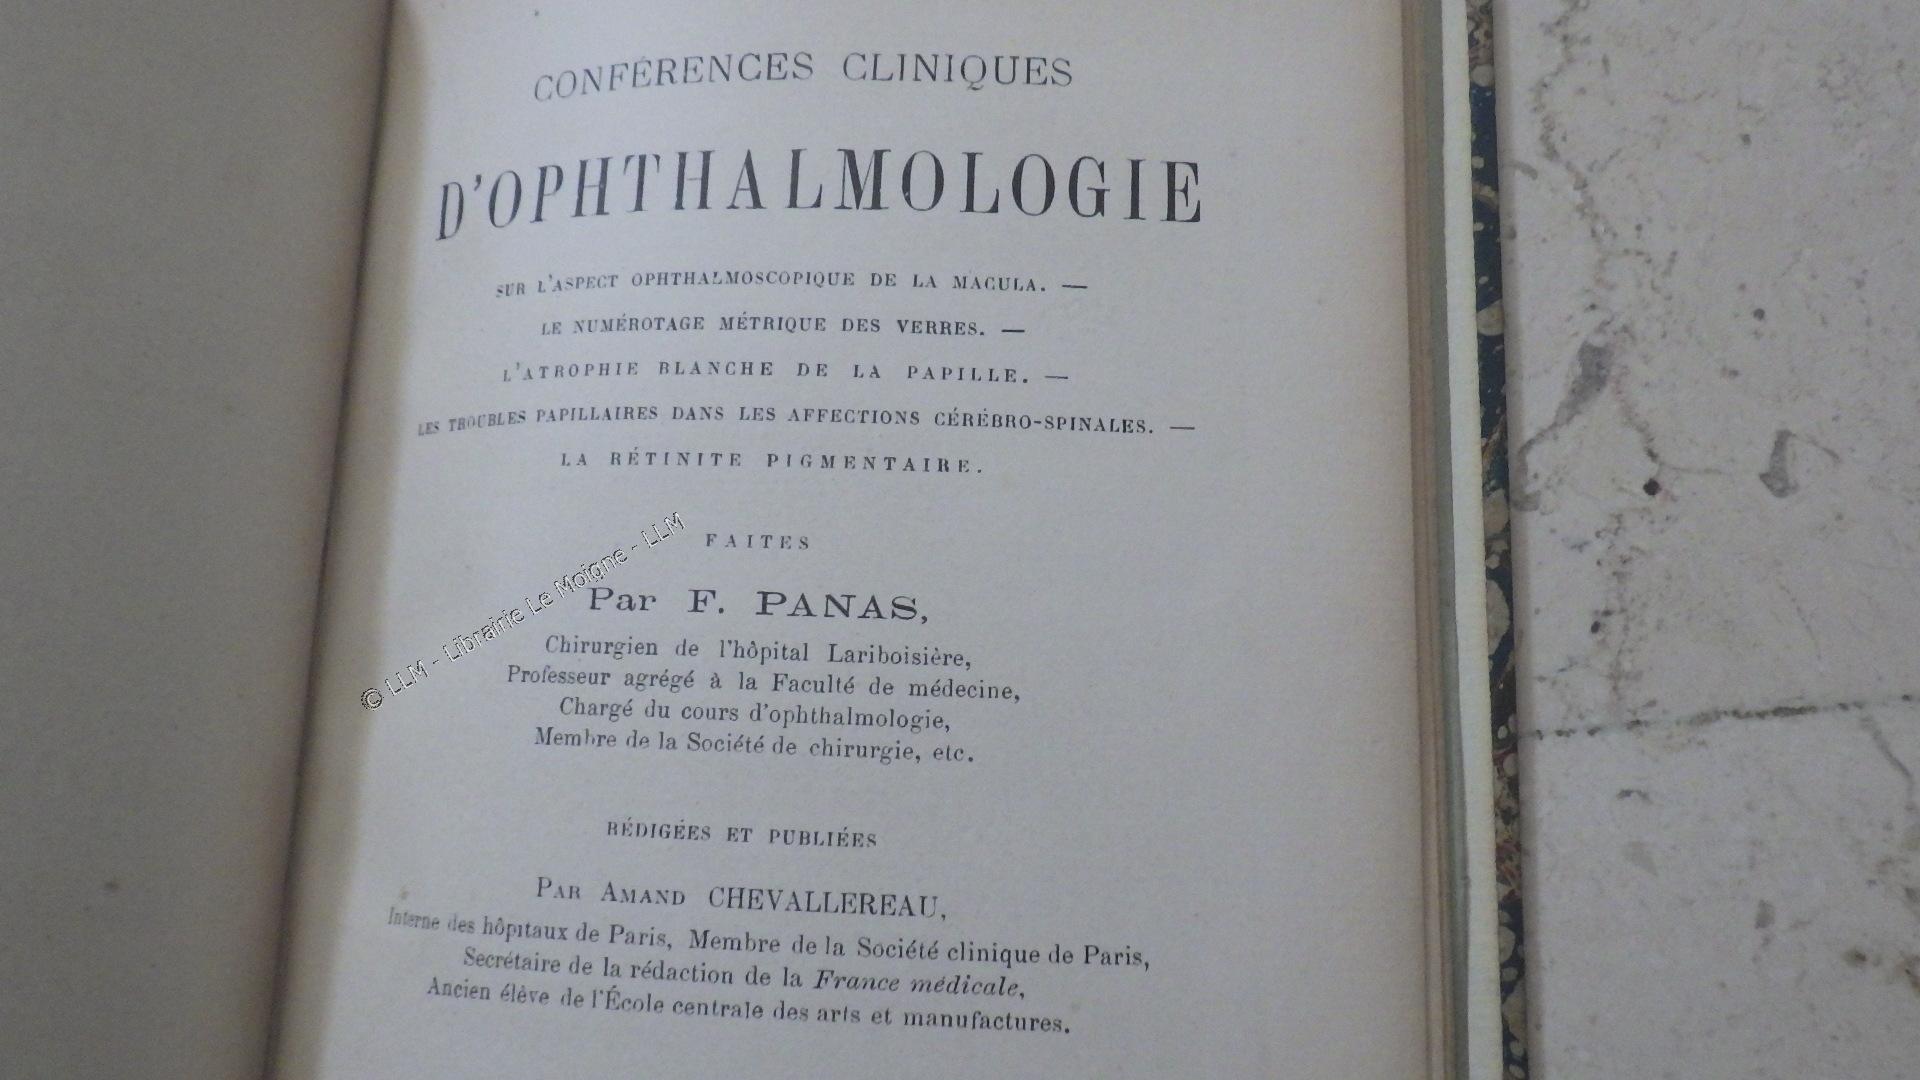 CONFÉRENCES CLINIQUES
D'OPHTHALMOLOGIE
SUR L'ASPECT OPHTHALMOSCOPIQUE DE LA MACULA. —
LE NUMÉROTAGE MÉTRIQUE DES VERRES. —
L'ATROPHIE BLANCHE DE LA PAPILLE. —
LES TROUBLES PAPILLAIRES DANS LES AFFECTIONS CÉRÉBRO-SPINALES. —
LA RÉTINITE PIGMENTAIRE.
FAITES
Par F. PANAS,
Chirurgien de l'hôpital Lariboisière,
Professeur agrégé à la Faculté de médecine,
Chargé du cours d'ophthalmologie,
Membre de la Société de chirurgie, etc.
RÉDIGÉES ET PUBLIÉES
PAR AMAND CHEVALLEREAU,
Interne des hôpitaux de Paris, Membre de la Société clinique de Paris,
Secrétaire de la rédaction de la France médicale,
Ancien élève de l'École centrale des arts et manufactures.
© LLM - Librairie Le Moigne - LLM